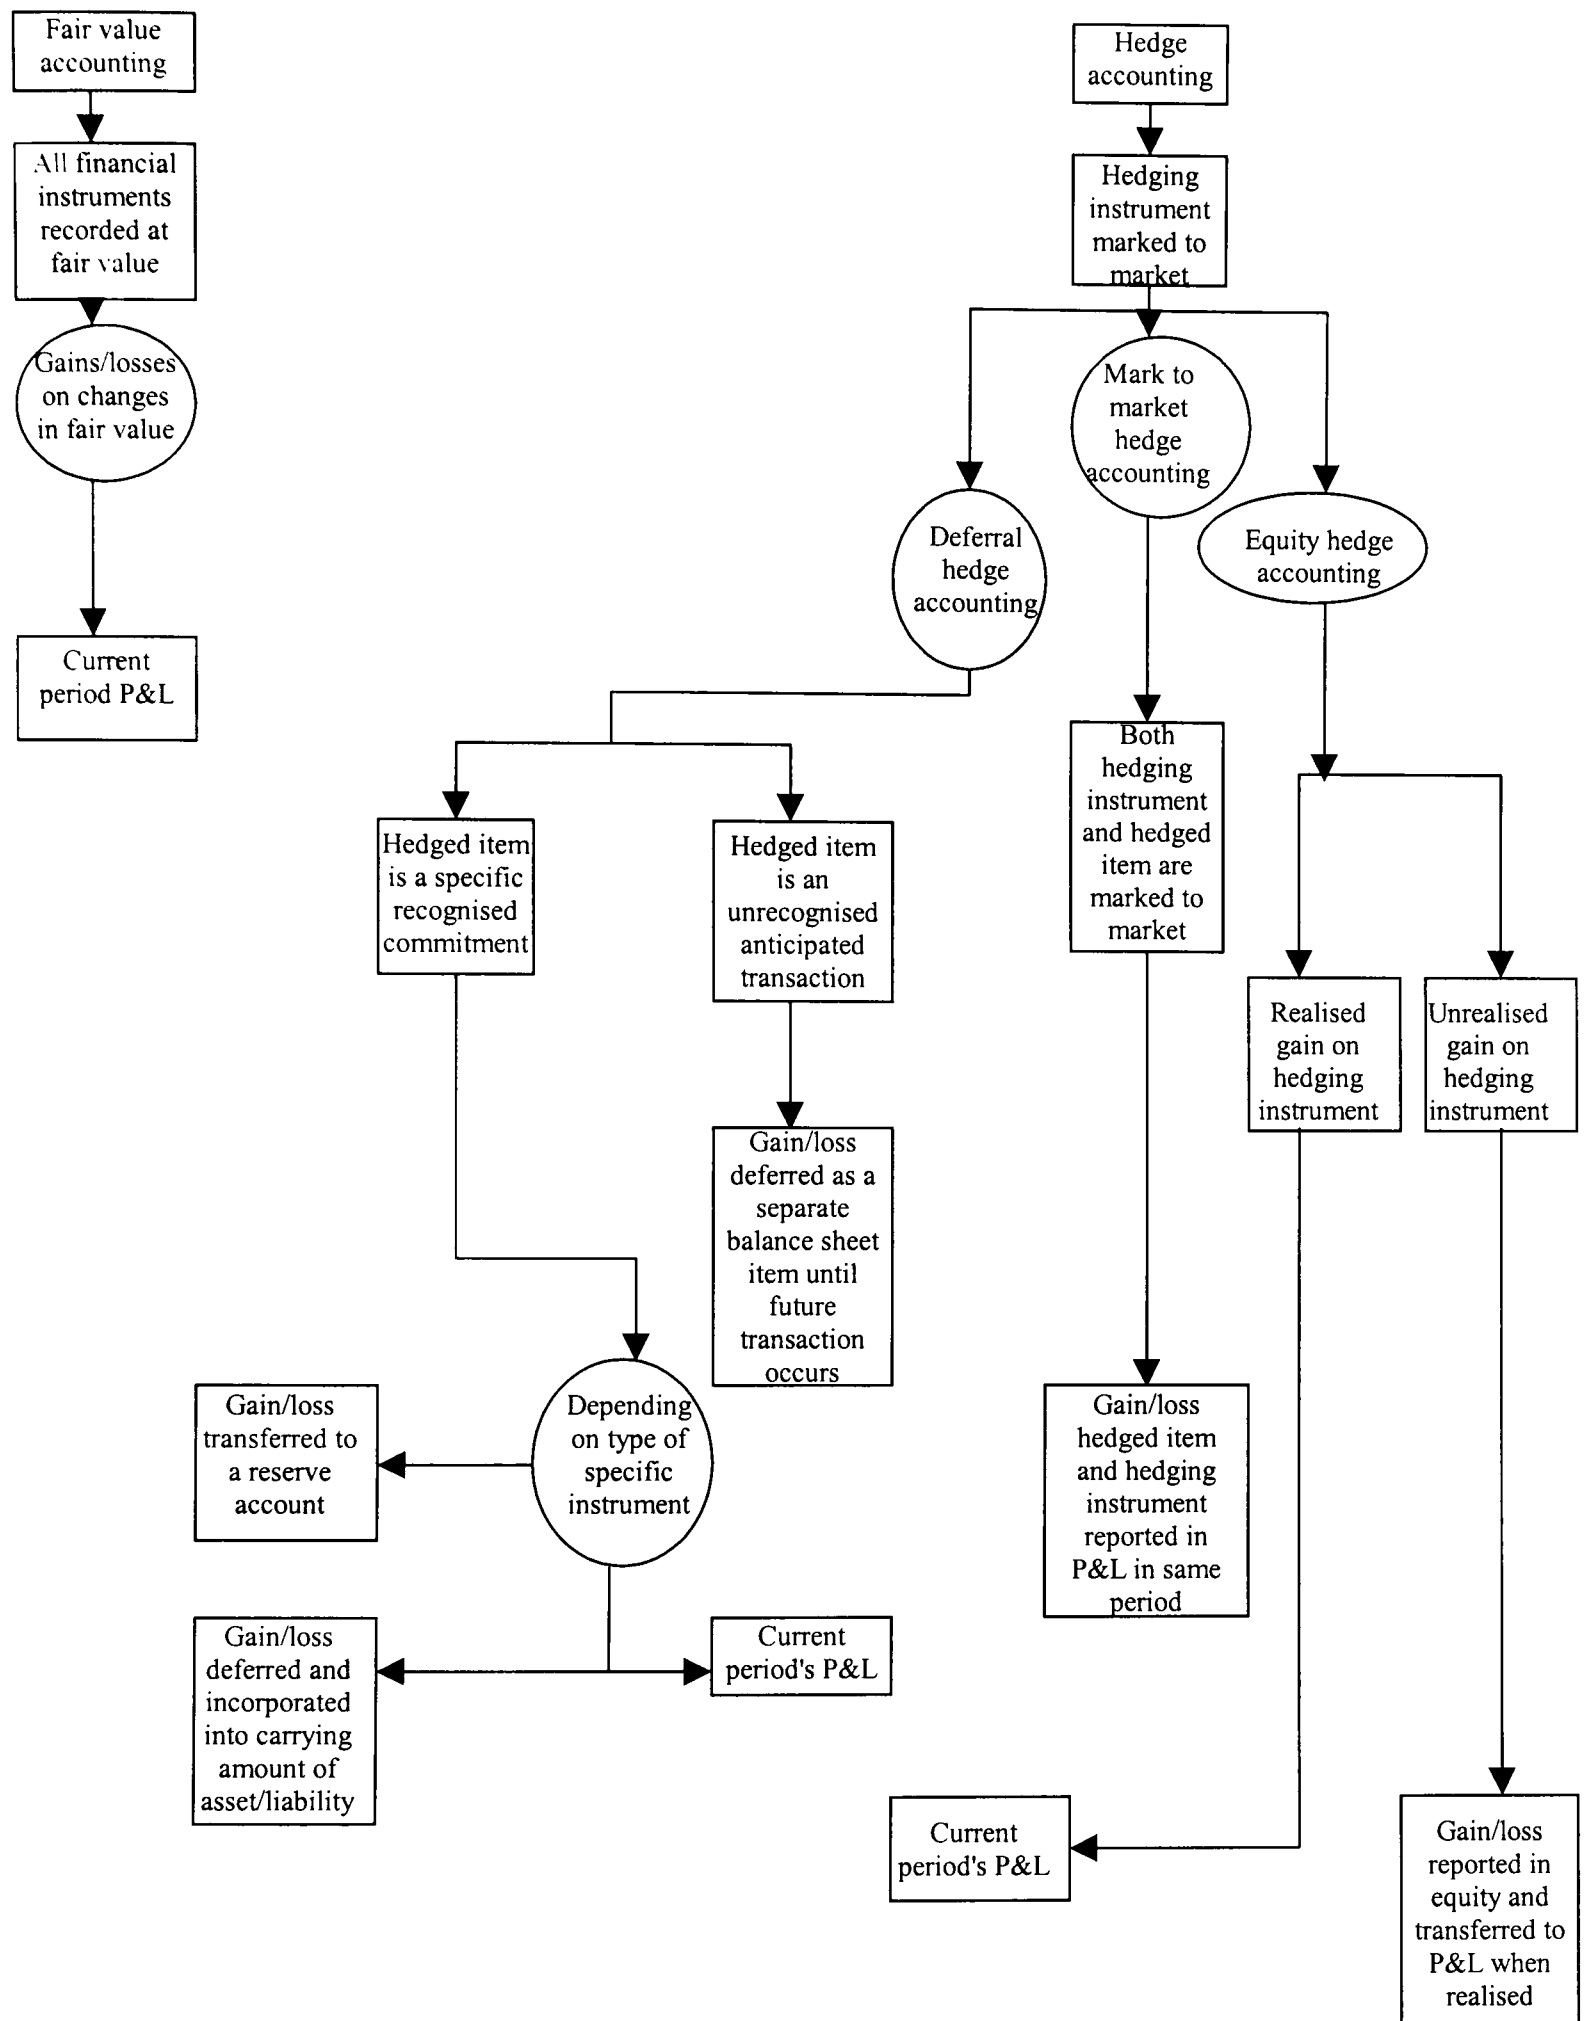 Fair value
accounting
All financial
instruments
recorded at
fair value
Gains/losses
on changes
in fair value
Current
period P&L
Hedge
accounting
Hedging
instrument
marked to
market
Deferral
hedge
accounting
Mark to
market
hedge
accounting
Equity hedge
accounting
Hedged item
is a specific
recognised
commitment
Hedged item
is an
unrecognised
anticipated
transaction
Both
hedging
instrument
and hedged
item are
marked to
market
Realised
gain on
hedging
instrument
Unrealised
gain on
hedging
instrument
Gain/loss
deferred as a
separate
balance sheet
item until
future
transaction
occurs
Depending
on type of
specific
instrument
Gain/loss
transferred to
a reserve
account
Gain/loss
deferred and
incorporated
into carrying
amount of
asset/liability
Current
period's P&L
Gain/loss
hedged item
and hedging
instrument
reported in
P&L in same
period
Current
period's P&L
Gain/loss
reported in
equity and
transferred to
P&L when
realised